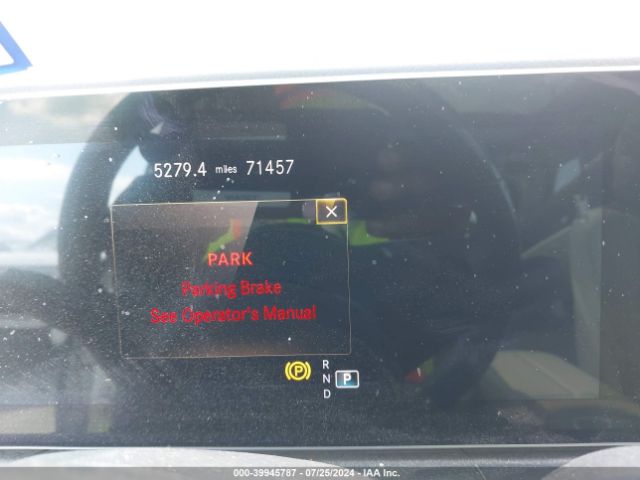 5279.4 miles 71457
X
PARK
Parking Brake
See Operator's Manual
P
R
N P
D
000-39945787 - 07/25/2024 - IAA Inc.